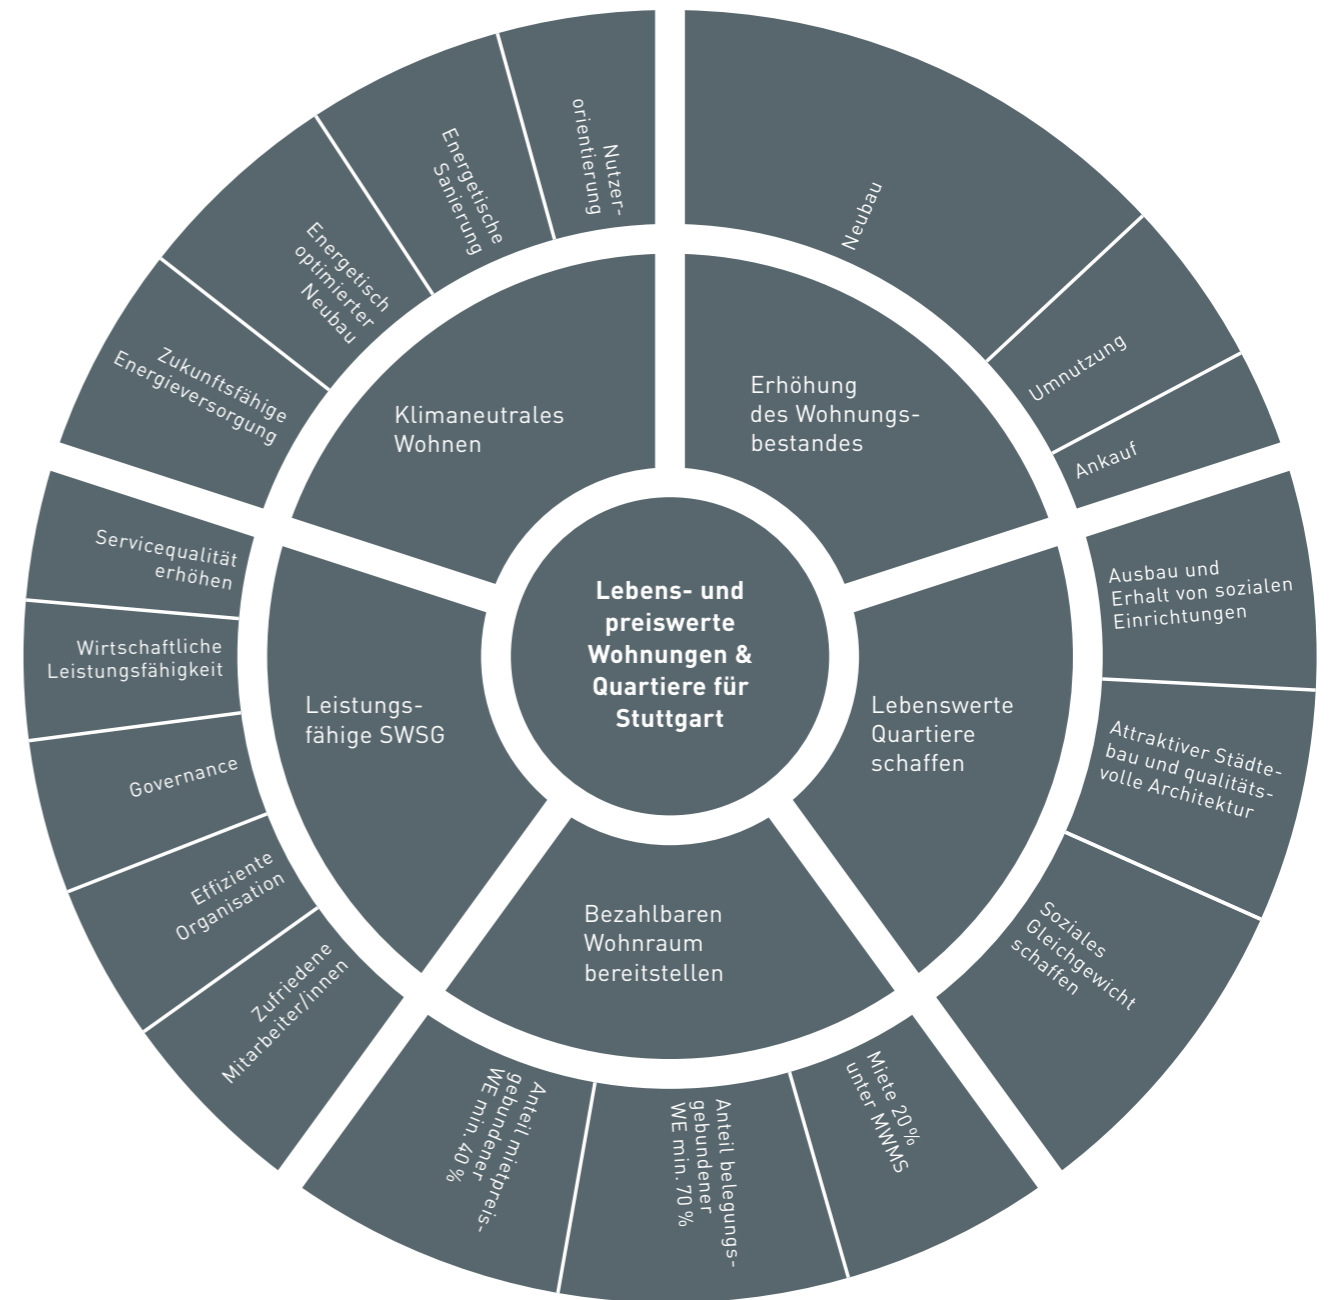 Lebens- und
preiswerte
Wohnungen &
Quartiere für
Stuttgart
Erhöhung
des Wohnungs-
bestandes
Neubau
Umnutzung
Ankauf
Lebenswerte
Quartiere
schaffen
Ausbau und
Erhalt von sozialen
Einrichtungen
Attraktiver Städte-
bau und qualitäts-
volle Architektur
Soziales
Gleichgewicht
schaffen
Bezahlbaren
Wohnraum
bereitstellen
Miete 20 %
unter MWMS
Anteil belegungs-
gebundener
WE min. 70 %
Anteil mietpreis-
gebundener
WE min. 40 %
Leistungs-
fähige SWSG
Zufriedene
Mitarbeiter/innen
Effiziente
Organisation
Governance
Wirtschaftliche
Leistungsfähigkeit
Servicequalität
erhöhen
Klimaneutrales
Wohnen
Zukunftsfähige
Energieversorgung
Energetisch
optimierter
Neubau
Energetische
Sanierung
Nutzer-
orientierung